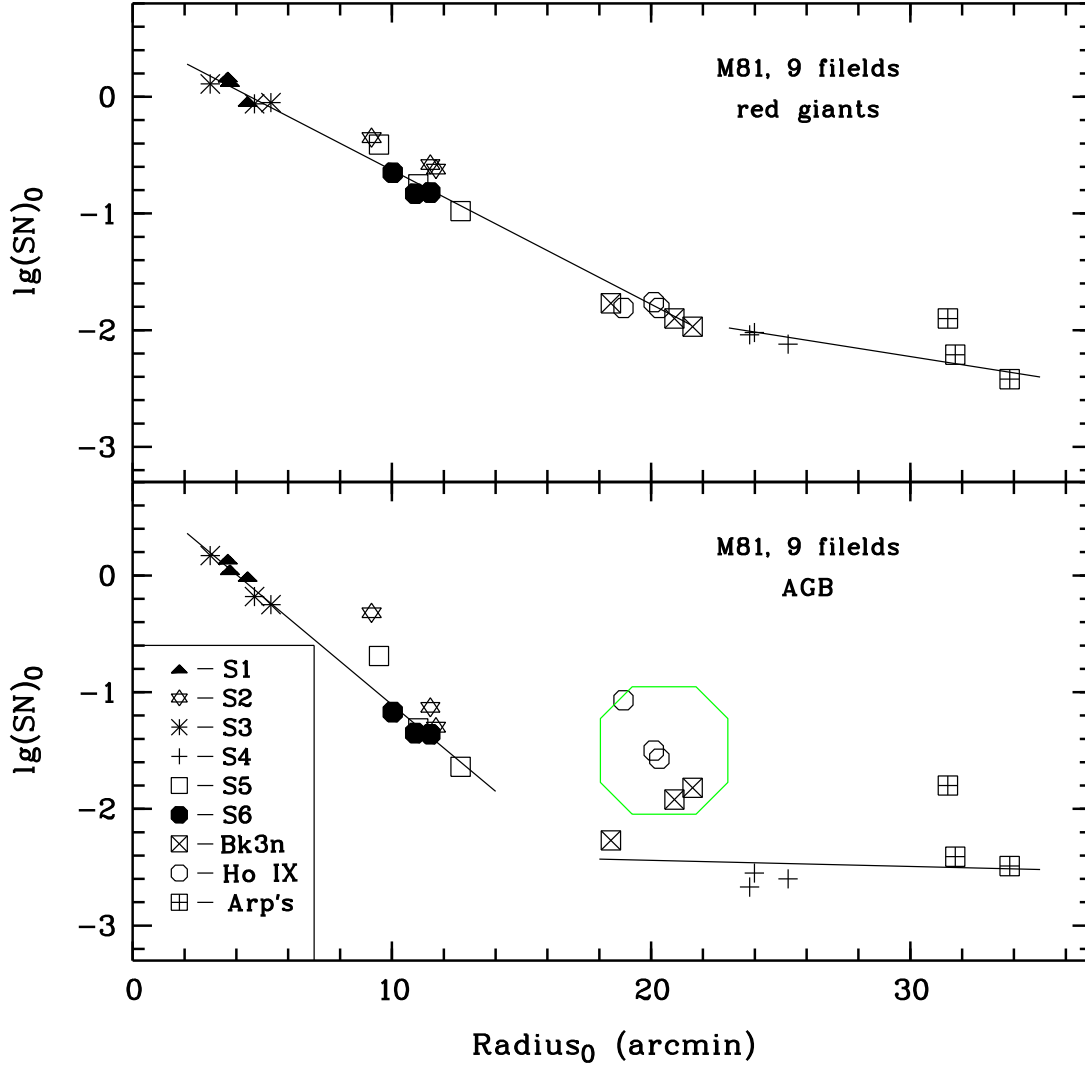 M81, 9 filelds
red giants
0
−1
−2
−3
lg(SN)0
M81, 9 filelds
AGB
0
−1
−2
−3
lg(SN)0
– S1
– S2
– S3
– S4
– S5
– S6
– Bk3n
– Ho IX
– Arp's
0 10 20 30
Radius0 (arcmin)